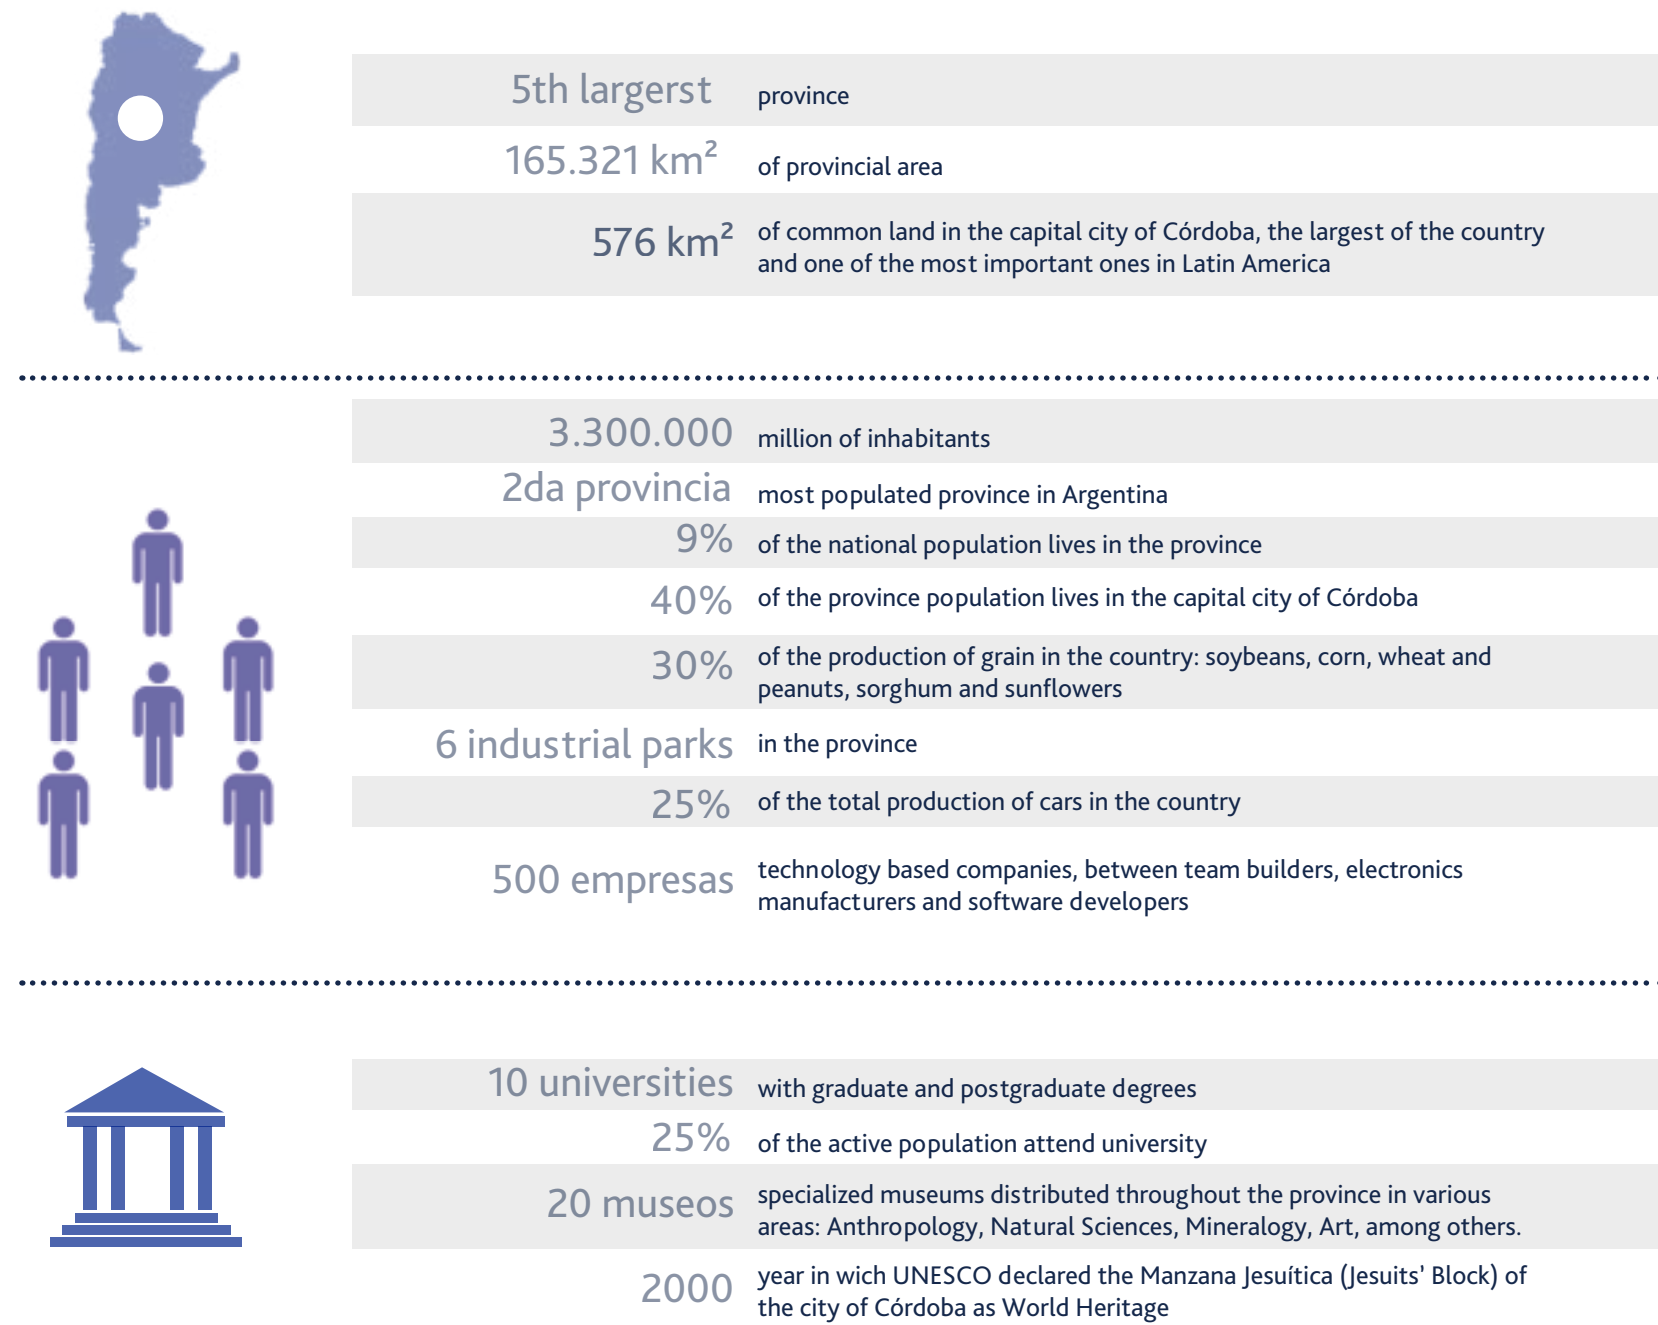 5th largerst province
165.321 km² of provincial area
576 km² of common land in the capital city of Córdoba, the largest of the country
and one of the most important ones in Latin America
3.300.000 million of inhabitants
2da provincia most populated province in Argentina
9% of the national population lives in the province
40% of the province population lives in the capital city of Córdoba
30% of the production of grain in the country: soybeans, corn, wheat and
peanuts, sorghum and sunflowers
6 industrial parks in the province
25% of the total production of cars in the country
500 empresas technology based companies, between team builders, electronics
manufacturers and software developers
10 universities with graduate and postgraduate degrees
25% of the active population attend university
20 museos specialized museums distributed throughout the province in various
areas: Anthropology, Natural Sciences, Mineralogy, Art, among others.
2000 year in wich UNESCO declared the Manzana Jesuítica (Jesuits' Block) of
the city of Córdoba as World Heritage